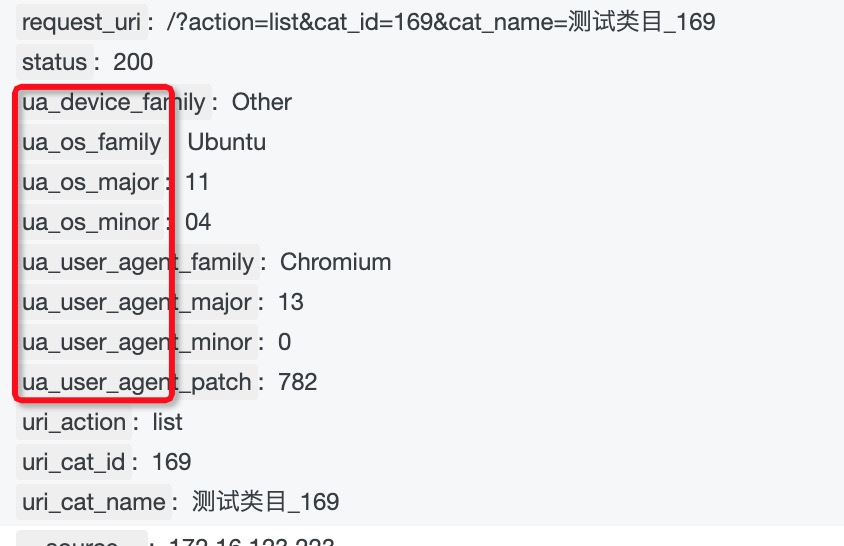 request_uri : /?action=list&cat_id=169&cat_name=测试类目_169
status : 200
ua_device_family : Other
ua_os_family Ubuntu
ua_os_major : 11
ua_os_minor : 04
ua_user_agent_family : Chromium
ua_user_agent_major : 13
ua_user_agent_minor : 0
ua_user_agent_patch : 782
uri_action : list
uri_cat_id : 169
uri_cat_name : 测试类目_169